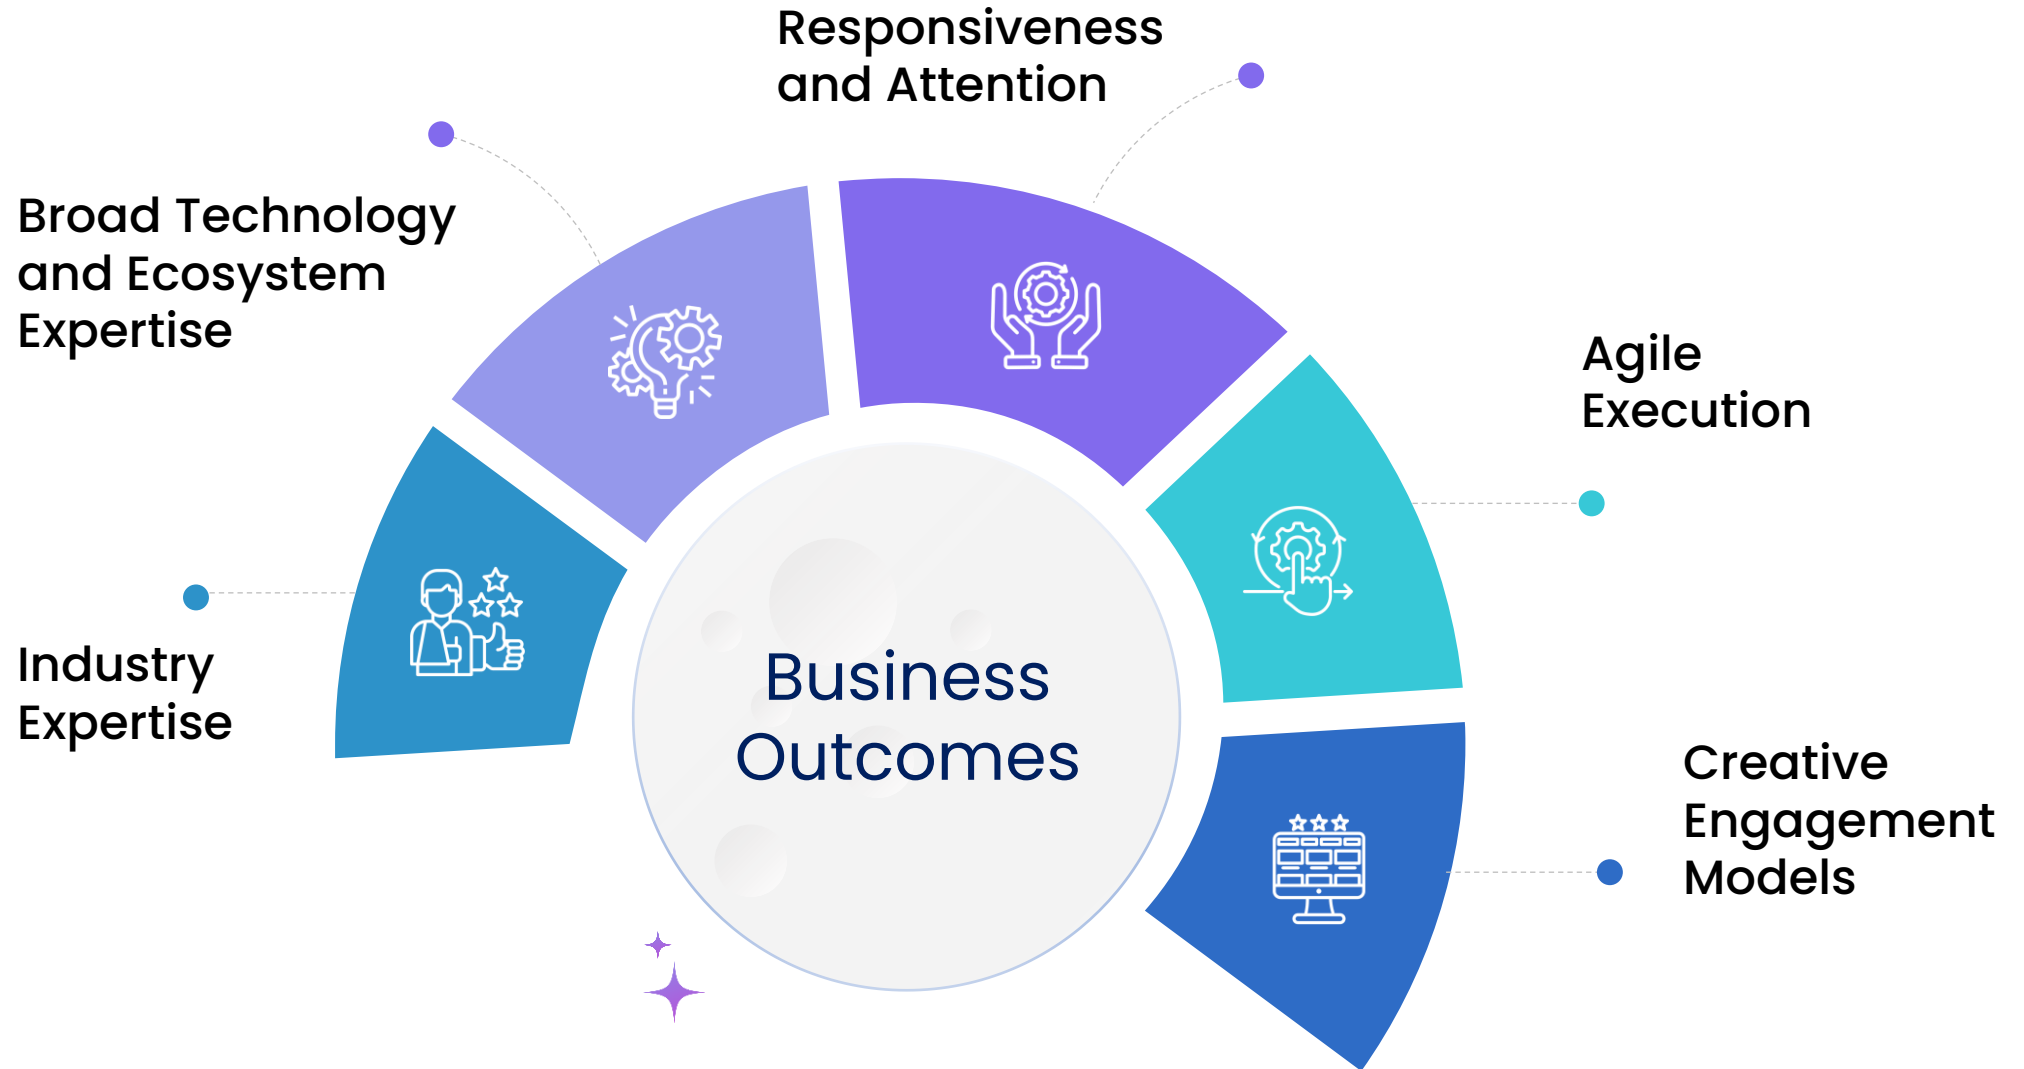 Responsiveness
and Attention
Broad Technology
and Ecosystem
Expertise
Agile
Execution
Industry
Expertise
Business
Outcomes
Creative
Engagement
Models